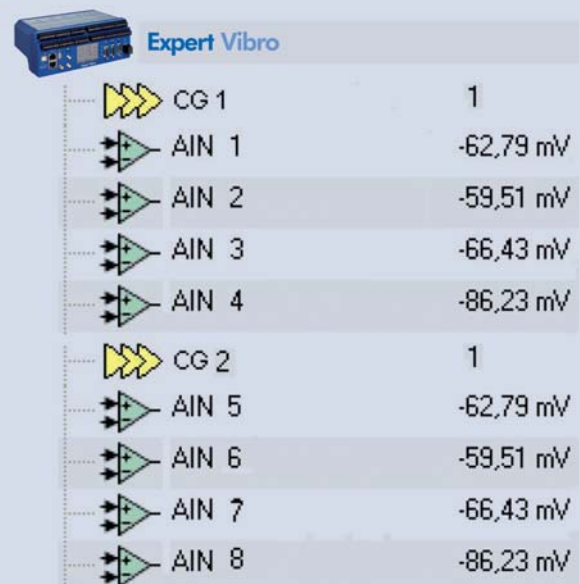 Expert Vibro
CG 1 1
AIN 1 -62,79 mV
AIN 2 -59,51 mV
AIN 3 -66,43 mV
AIN 4 -86,23 mV
CG 2 1
AIN 5 -62,79 mV
AIN 6 -59,51 mV
AIN 7 -66,43 mV
AIN 8 -86,23 mV